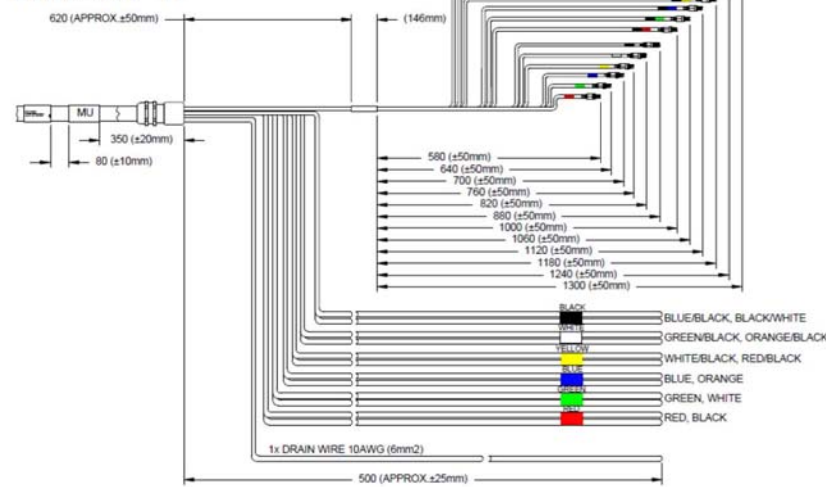 620 (APPROX.±50mm)
(146mm)
MU
350 (±20mm)
80 (±10mm)
580 (±50mm)
640 (±50mm)
700 (±50mm)
760 (±50mm)
820 (±50mm)
880 (±50mm)
1000 (±50mm)
1060 (±50mm)
1120 (±50mm)
1180 (±50mm)
1240 (±50mm)
1300 (±50mm)
BLACK
BLUE/BLACK, BLACK/WHITE
WHITE
GREEN/BLACK, ORANGE/BLACK
YELLOW
WHITE/BLACK, RED/BLACK
BLUE
BLUE, ORANGE
GREEN
GREEN, WHITE
RED
RED, BLACK
1x DRAIN WIRE 10AWG (6mm2)
500 (APPROX.±25mm)